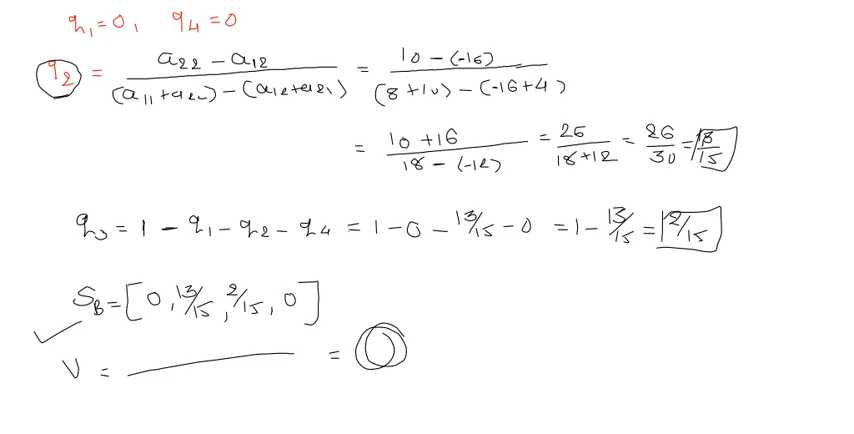 q₁=0, q₄=0
q₂ = (a₂₂ - a₁₂) / ((a₁₁+a₂₂) - (a₁₂+a₂₁)) = (10 - (-16)) / ((8+10) - (-16+4))
= (10+16) / (18 - (-12)) = 26 / (18+12) = 26/30 = 13/15
q₃ = 1 - q₁ - q₂ - q₄ = 1 - 0 - 13/15 - 0 = 1 - 13/15 = 2/15
S_B = [0, 13/15, 2/15, 0]
V = ——— = 0